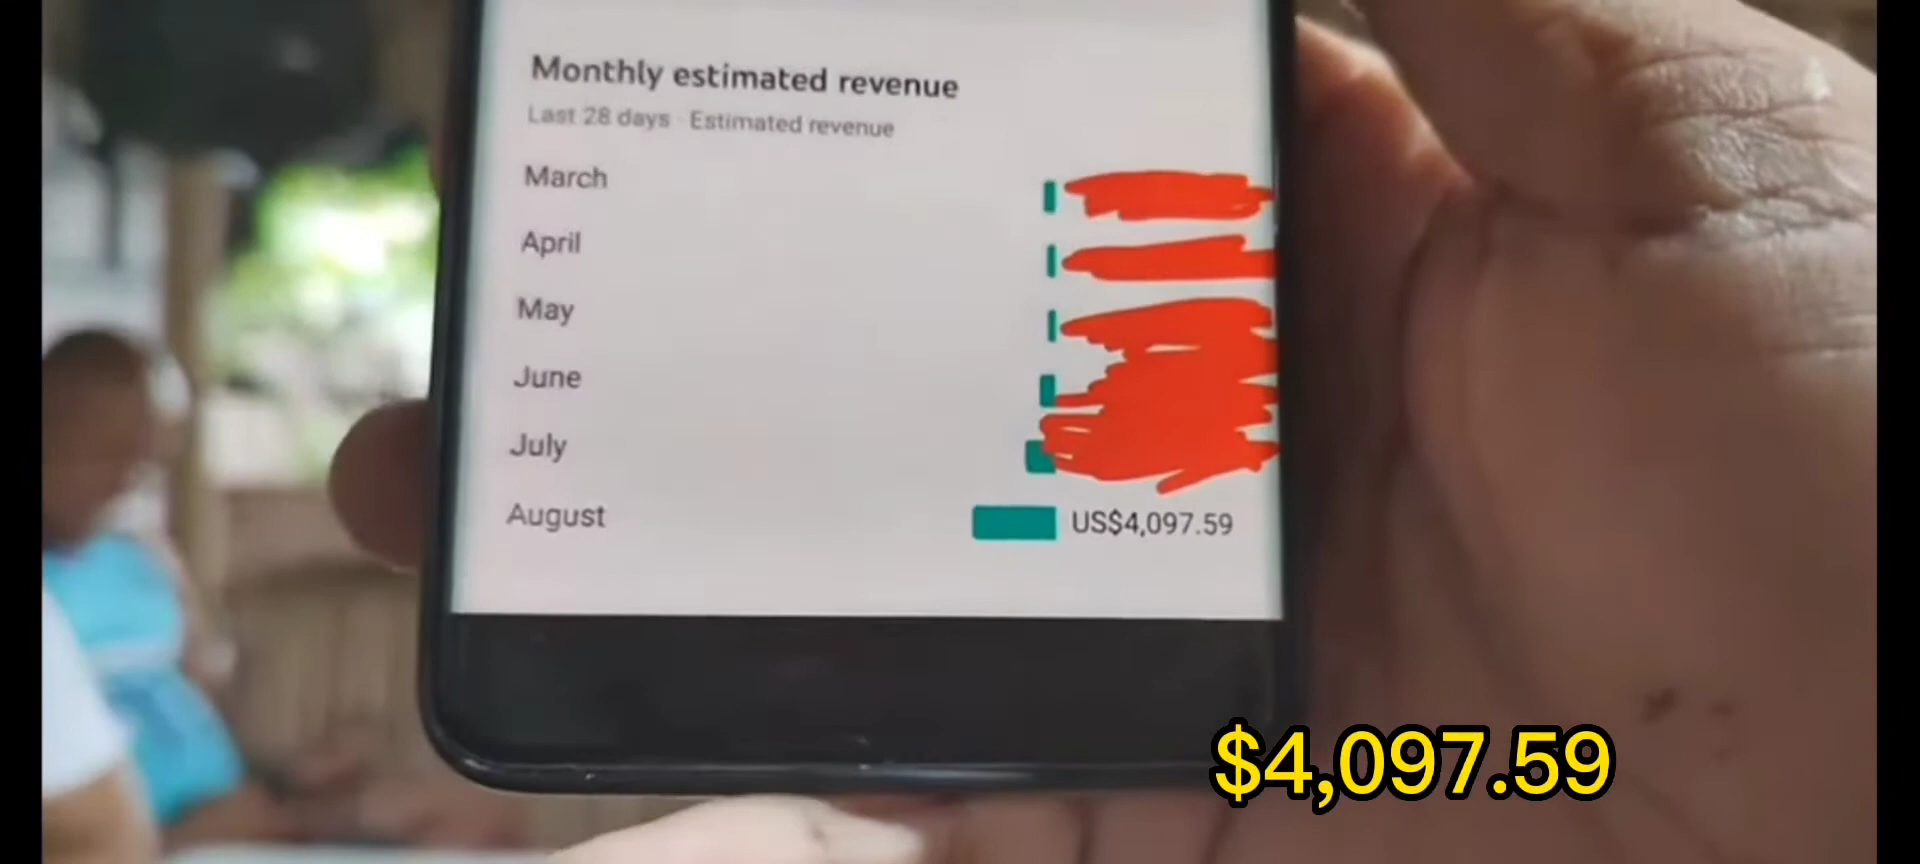 Monthly estimated revenue
Last 28 days · Estimated revenue
March
April
May
June
July
August US$4,097.59
$4,097.59